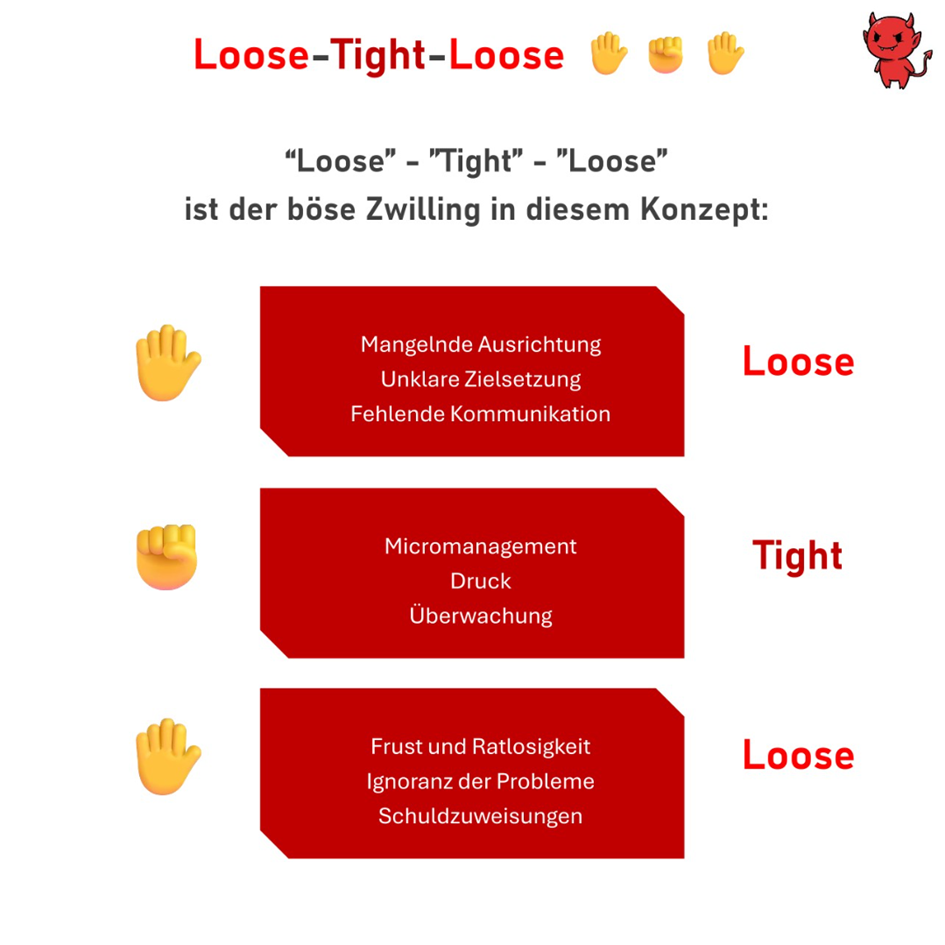 Loose-Tight-Loose
“Loose” - ”Tight” - ”Loose”
ist der böse Zwilling in diesem Konzept:
Mangelnde Ausrichtung
Unklare Zielsetzung
Fehlende Kommunikation
Loose
Micromanagement
Druck
Überwachung
Tight
Frust und Ratlosigkeit
Ignoranz der Probleme
Schuldzuweisungen
Loose